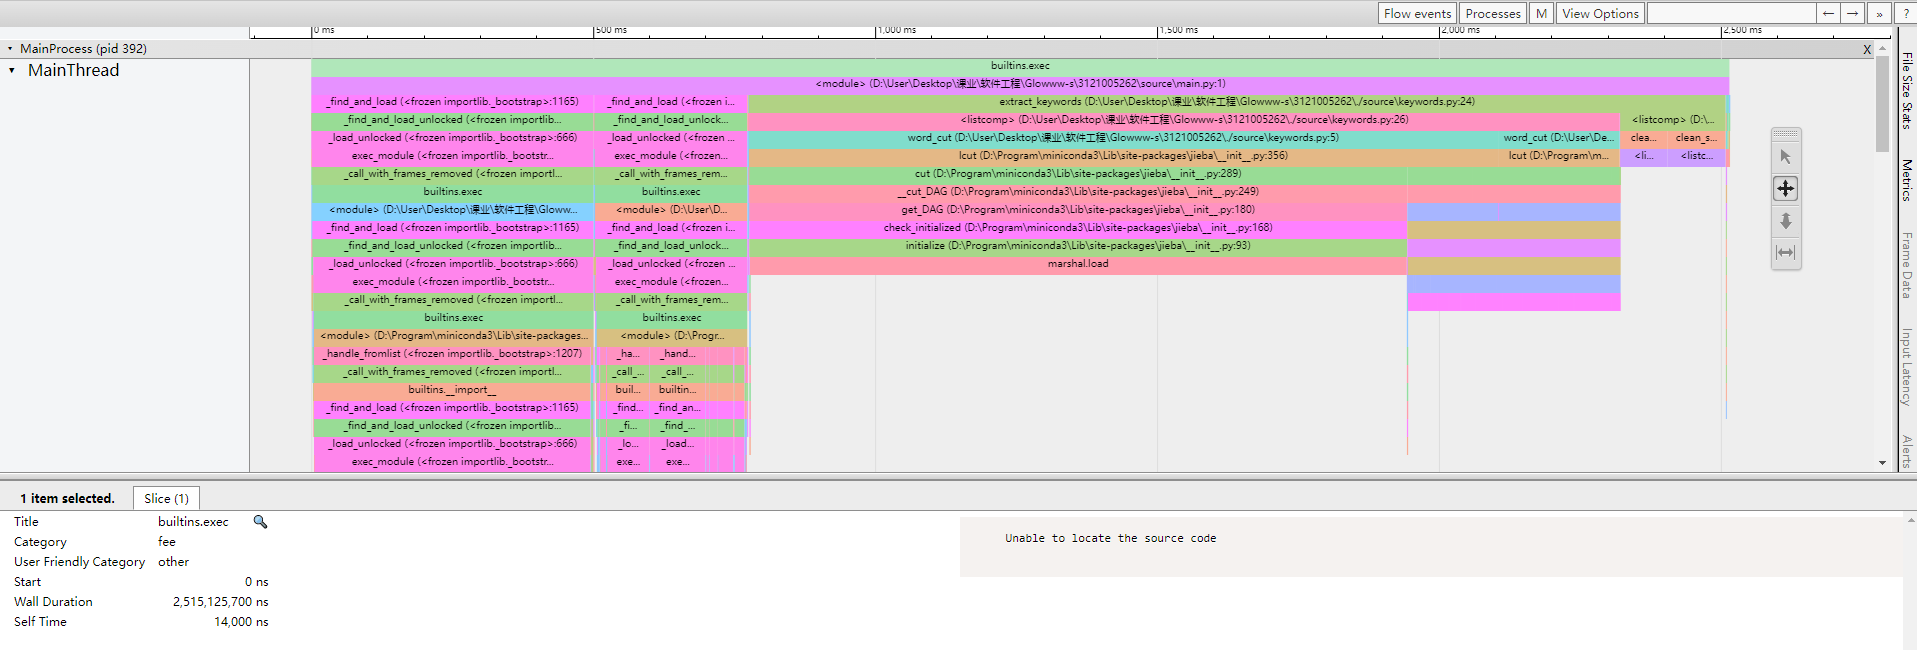 Flow events Processes M View Options ← → » ?
0 ms 500 ms 1,000 ms 1,500 ms 2,000 ms 2,500 ms
MainProcess (pid 392) X
MainThread
builtins.exec
<module> (D:\User\Desktop\课业\软件工程\Glowww-s\3121005262\source\main.py:1)
_find_and_load (<frozen importlib._bootstrap>:1165) _find_and_load (<frozen i... extract_keywords (D:\User\Desktop\课业\软件工程\Glowww-s\3121005262\./source\keywords.py:24)
_find_and_load_unlocked (<frozen importlib... _find_and_load_unlock... <listcomp> (D:\User\Desktop\课业\软件工程\Glowww-s\3121005262\./source\keywords.py:26) <listcomp> (D:\...
_load_unlocked (<frozen importlib._bootstrap>:666) _load_unlocked (<frozen ... word_cut (D:\User\Desktop\课业\软件工程\Glowww-s\3121005262\./source\keywords.py:5) word_cut (D:\User\De... clea... clean_s...
exec_module (<frozen importlib._bootstr... exec_module (<frozen... lcut (D:\Program\miniconda3\Lib\site-packages\jieba\__init__.py:356) lcut (D:\Program\m... <li... <listc...
_call_with_frames_removed (<frozen importl... _call_with_frames_rem... cut (D:\Program\miniconda3\Lib\site-packages\jieba\__init__.py:289)
builtins.exec builtins.exec __cut_DAG (D:\Program\miniconda3\Lib\site-packages\jieba\__init__.py:249)
<module> (D:\User\Desktop\课业\软件工程\Gloww... <module> (D:\User\D... get_DAG (D:\Program\miniconda3\Lib\site-packages\jieba\__init__.py:180)
_find_and_load (<frozen importlib._bootstrap>:1165) _find_and_load (<frozen i... check_initialized (D:\Program\miniconda3\Lib\site-packages\jieba\__init__.py:168)
_find_and_load_unlocked (<frozen importlib... _find_and_load_unlock... initialize (D:\Program\miniconda3\Lib\site-packages\jieba\__init__.py:93)
_load_unlocked (<frozen importlib._bootstrap>:666) _load_unlocked (<frozen ... marshal.load
exec_module (<frozen importlib._bootstr... exec_module (<frozen...
_call_with_frames_removed (<frozen importl... _call_with_frames_rem...
builtins.exec builtins.exec
<module> (D:\Program\miniconda3\Lib\site-packages... <module> (D:\Progr...
_handle_fromlist (<frozen importlib._bootstrap>:1207) _ha... _hand...
_call_with_frames_removed (<frozen importl... _call_... _call_...
builtins.__import__ buil... builtin...
_find_and_load (<frozen importlib._bootstrap>:1165) _find... _find_an...
_find_and_load_unlocked (<frozen importlib... _fi... _find_...
_load_unlocked (<frozen importlib._bootstrap>:666) _lo... _load...
exec_module (<frozen importlib._bootstr... exe... exe...
File Size Stats
Metrics
Frame Data
Input Latency
Alerts
1 item selected. Slice (1)
Title builtins.exec
Category fee
User Friendly Category other
Start 0 ns
Wall Duration 2,515,125,700 ns
Self Time 14,000 ns
Unable to locate the source code